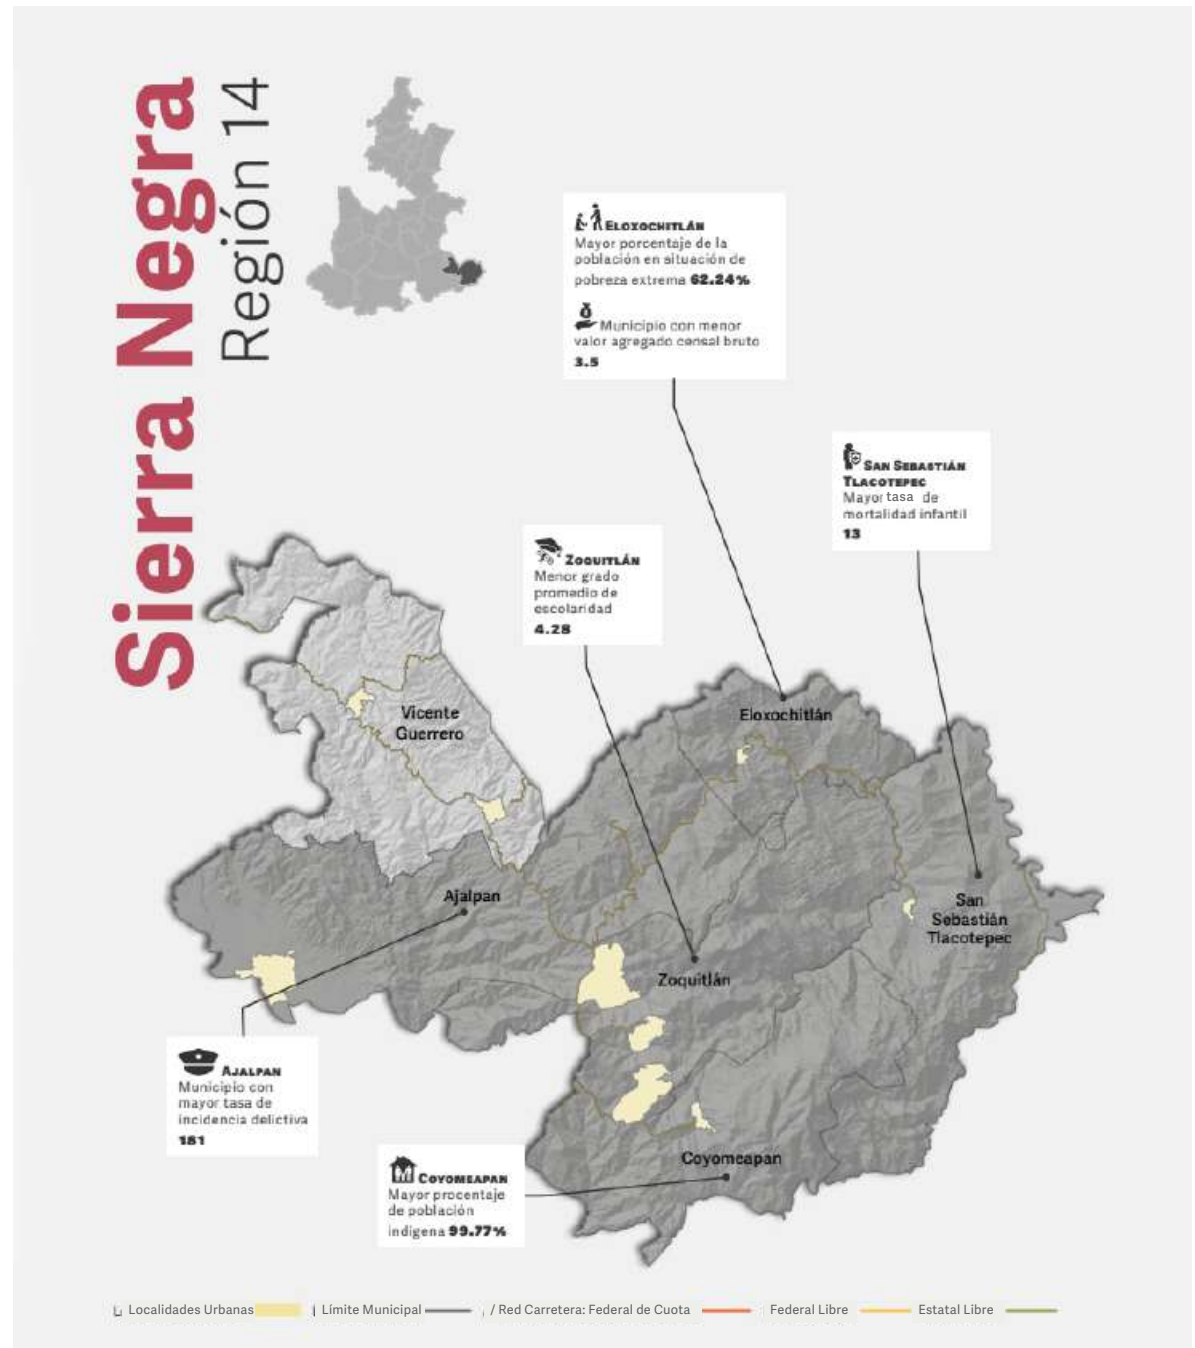 Sierra Negra
Región 14
ELOXOCHITLÁN
Mayor porcentaje de la
población en situación de
pobreza extrema 62.24%
Municipio con menor
valor agregado censal bruto
3.5
SAN SEBASTIÁN
TLACOTEPEC
Mayor tasa de
mortalidad infantil
13
ZOQUITLÁN
Menor grado
promedio de
escolaridad
4.28
Vicente
Guerrero
Eloxochitlán
Ajalpan
San
Sebastián
Tlacotepec
Zoquitlán
AJALPAN
Municipio con
mayor tasa de
incidencia delictiva
181
Coyomeapan
COYOMEAPAN
Mayor procentaje
de población
indígena 99.77%
Localidades Urbanas Límite Municipal / Red Carretera: Federal de Cuota Federal Libre Estatal Libre